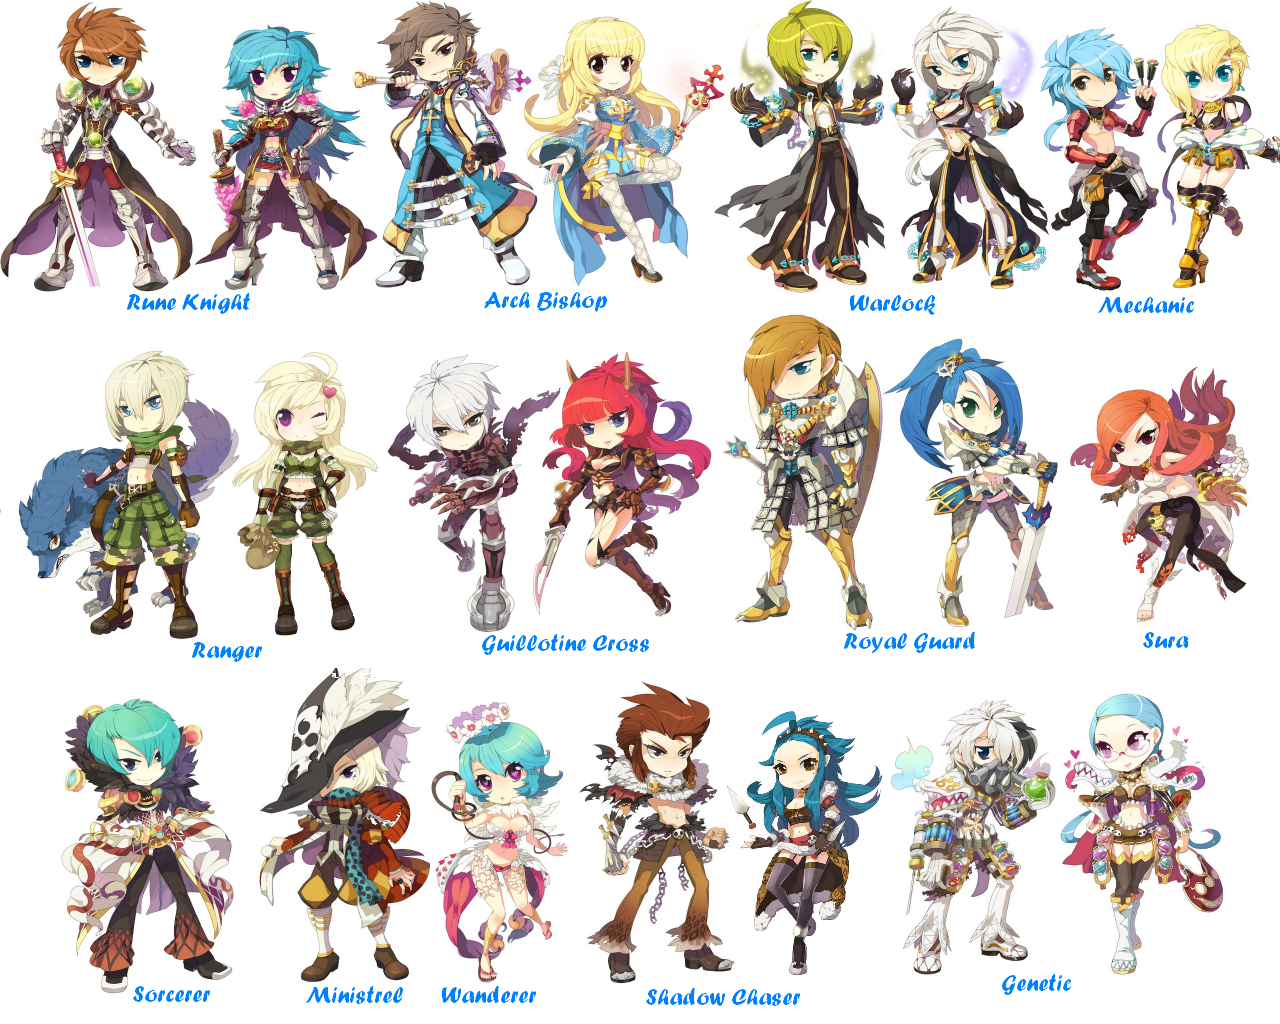 Rune Knight
Arch Bishop
Warlock
Mechanic
Ranger
Guillotine Cross
Royal Guard
Sura
Sorcerer
Ministrel
Wanderer
Shadow Chaser
Genetic